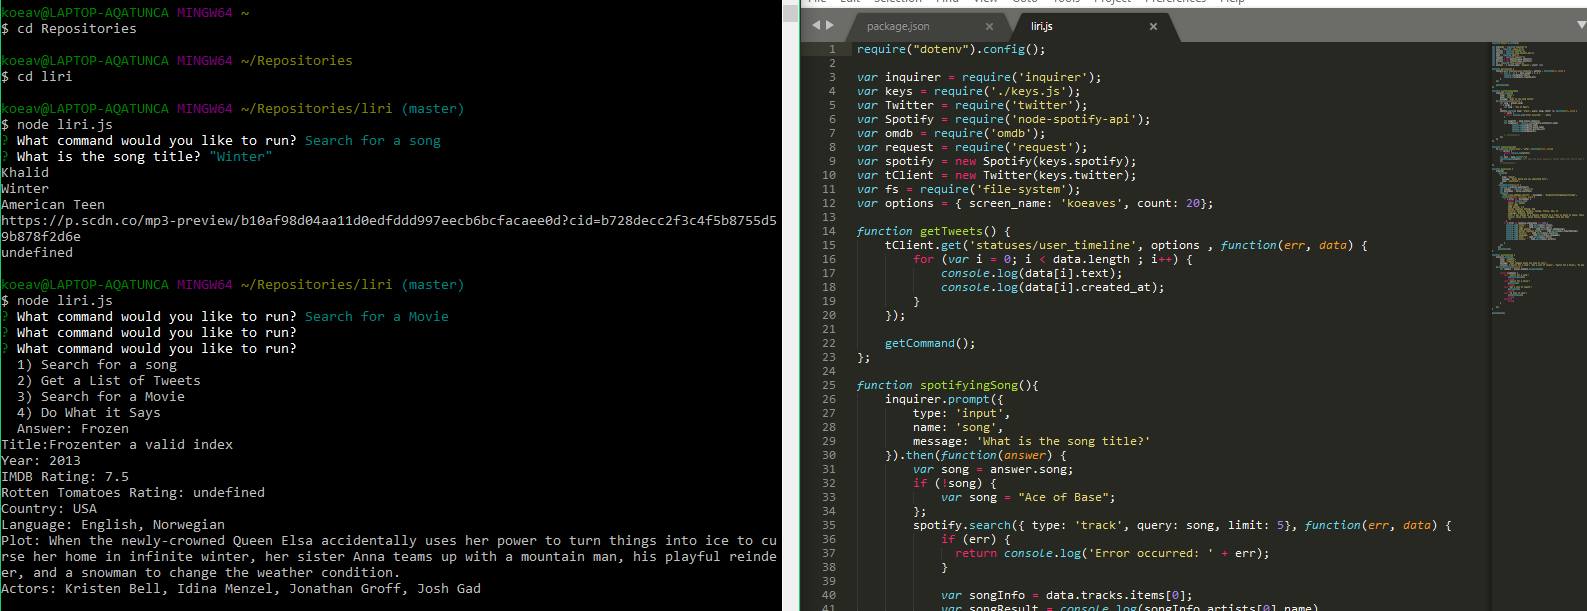 koeav@LAPTOP-AQATUNCA MINGW64 ~
$ cd Repositories
koeav@LAPTOP-AQATUNCA MINGW64 ~/Repositories
$ cd liri
koeav@LAPTOP-AQATUNCA MINGW64 ~/Repositories/liri (master)
$ node liri.js
? What command would you like to run? Search for a song
? What is the song title? "Winter"
Khalid
Winter
American Teen
https://p.scdn.co/mp3-preview/b10af98d04aa11d0edfddd997eecb6bcfacaee0d?cid=b728decc2f3c4f5b8755d5
9b878f2d6e
undefined
koeav@LAPTOP-AQATUNCA MINGW64 ~/Repositories/liri (master)
$ node liri.js
? What command would you like to run? Search for a Movie
? What command would you like to run?
? What command would you like to run?
1) Search for a song
2) Get a List of Tweets
3) Search for a Movie
4) Do What it Says
Answer: Frozen
Title:Frozenter a valid index
Year: 2013
IMDB Rating: 7.5
Rotten Tomatoes Rating: undefined
Country: USA
Language: English, Norwegian
Plot: When the newly-crowned Queen Elsa accidentally uses her power to turn things into ice to cu
rse her home in infinite winter, her sister Anna teams up with a mountain man, his playful reinde
er, and a snowman to change the weather condition.
Actors: Kristen Bell, Idina Menzel, Jonathan Groff, Josh Gad
package.json × liri.js ×
1 require("dotenv").config();
2
3 var inquirer = require('inquirer');
4 var keys = require('./keys.js');
5 var Twitter = require('twitter');
6 var Spotify = require('node-spotify-api');
7 var omdb = require('omdb');
8 var request = require('request');
9 var spotify = new Spotify(keys.spotify);
10 var tClient = new Twitter(keys.twitter);
11 var fs = require('file-system');
12 var options = { screen_name: 'koeaves', count: 20};
13
14 function getTweets() {
15 tClient.get('statuses/user_timeline', options , function(err, data) {
16 for (var i = 0; i < data.length ; i++) {
17 console.log(data[i].text);
18 console.log(data[i].created_at);
19 }
20 });
21
22 getCommand();
23 };
24
25 function spotifyingSong(){
26 inquirer.prompt({
27 type: 'input',
28 name: 'song',
29 message: 'What is the song title?'
30 }).then(function(answer) {
31 var song = answer.song;
32 if (!song) {
33 var song = "Ace of Base";
34 };
35 spotify.search({ type: 'track', query: song, limit: 5}, function(err, data) {
36 if (err) {
37 return console.log('Error occurred: ' + err);
38 }
39
40 var songInfo = data.tracks.items[0];
41 var songResult = console.log(songInfo.artists[0].name)